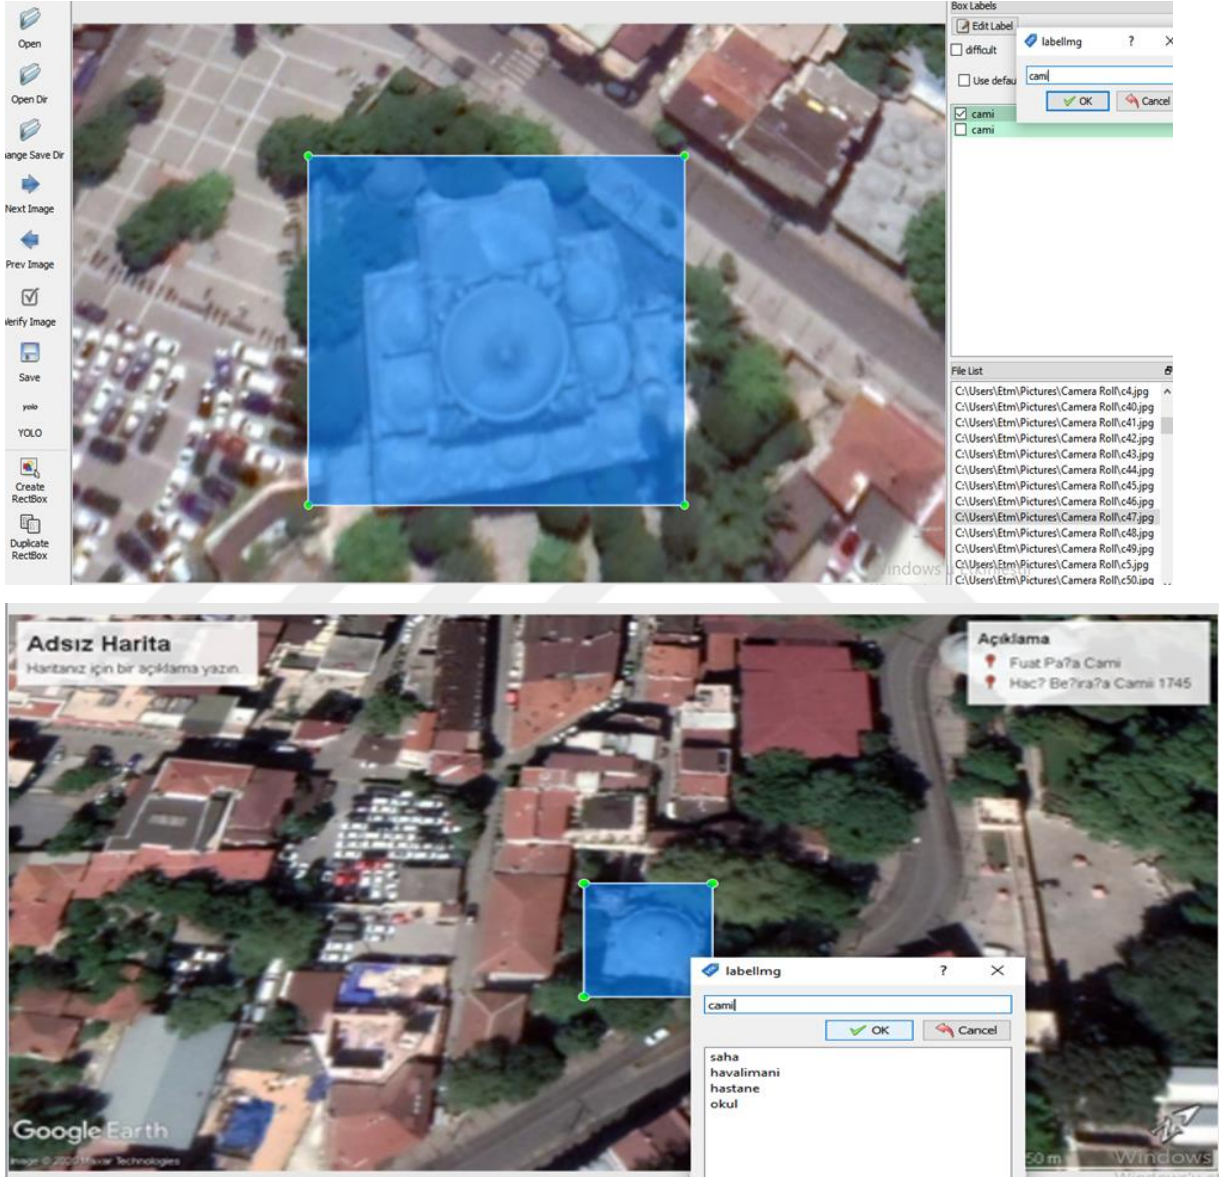 Box Labels
Open
Edit Label
difficult
labelImg ?
cami
Use defau
OK Cancel
cami
cami
Open Dir
ange Save Dir
Next Image
Prev Image
Verify Image
Save
yolo
YOLO
Create
RectBox
Duplicate
RectBox
File List
C:\Users\Etm\Pictures\Camera Roll\c4.jpg
C:\Users\Etm\Pictures\Camera Roll\c40.jpg
C:\Users\Etm\Pictures\Camera Roll\c41.jpg
C:\Users\Etm\Pictures\Camera Roll\c42.jpg
C:\Users\Etm\Pictures\Camera Roll\c43.jpg
C:\Users\Etm\Pictures\Camera Roll\c44.jpg
C:\Users\Etm\Pictures\Camera Roll\c45.jpg
C:\Users\Etm\Pictures\Camera Roll\c46.jpg
C:\Users\Etm\Pictures\Camera Roll\c47.jpg
C:\Users\Etm\Pictures\Camera Roll\c48.jpg
C:\Users\Etm\Pictures\Camera Roll\c49.jpg
C:\Users\Etm\Pictures\Camera Roll\c5.jpg
C:\Users\Etm\Pictures\Camera Roll\c50.jpg
Adsız Harita
Haritanız için bir açıklama yazın.
Açıklama
Fuat Pa?a Cami
Hac? Be?ira?a Camii 1745
labelImg ?
cami
OK Cancel
saha
havalimani
hastane
okul
Google Earth
Image © 2020 Maxar Technologies
50 m
Windows